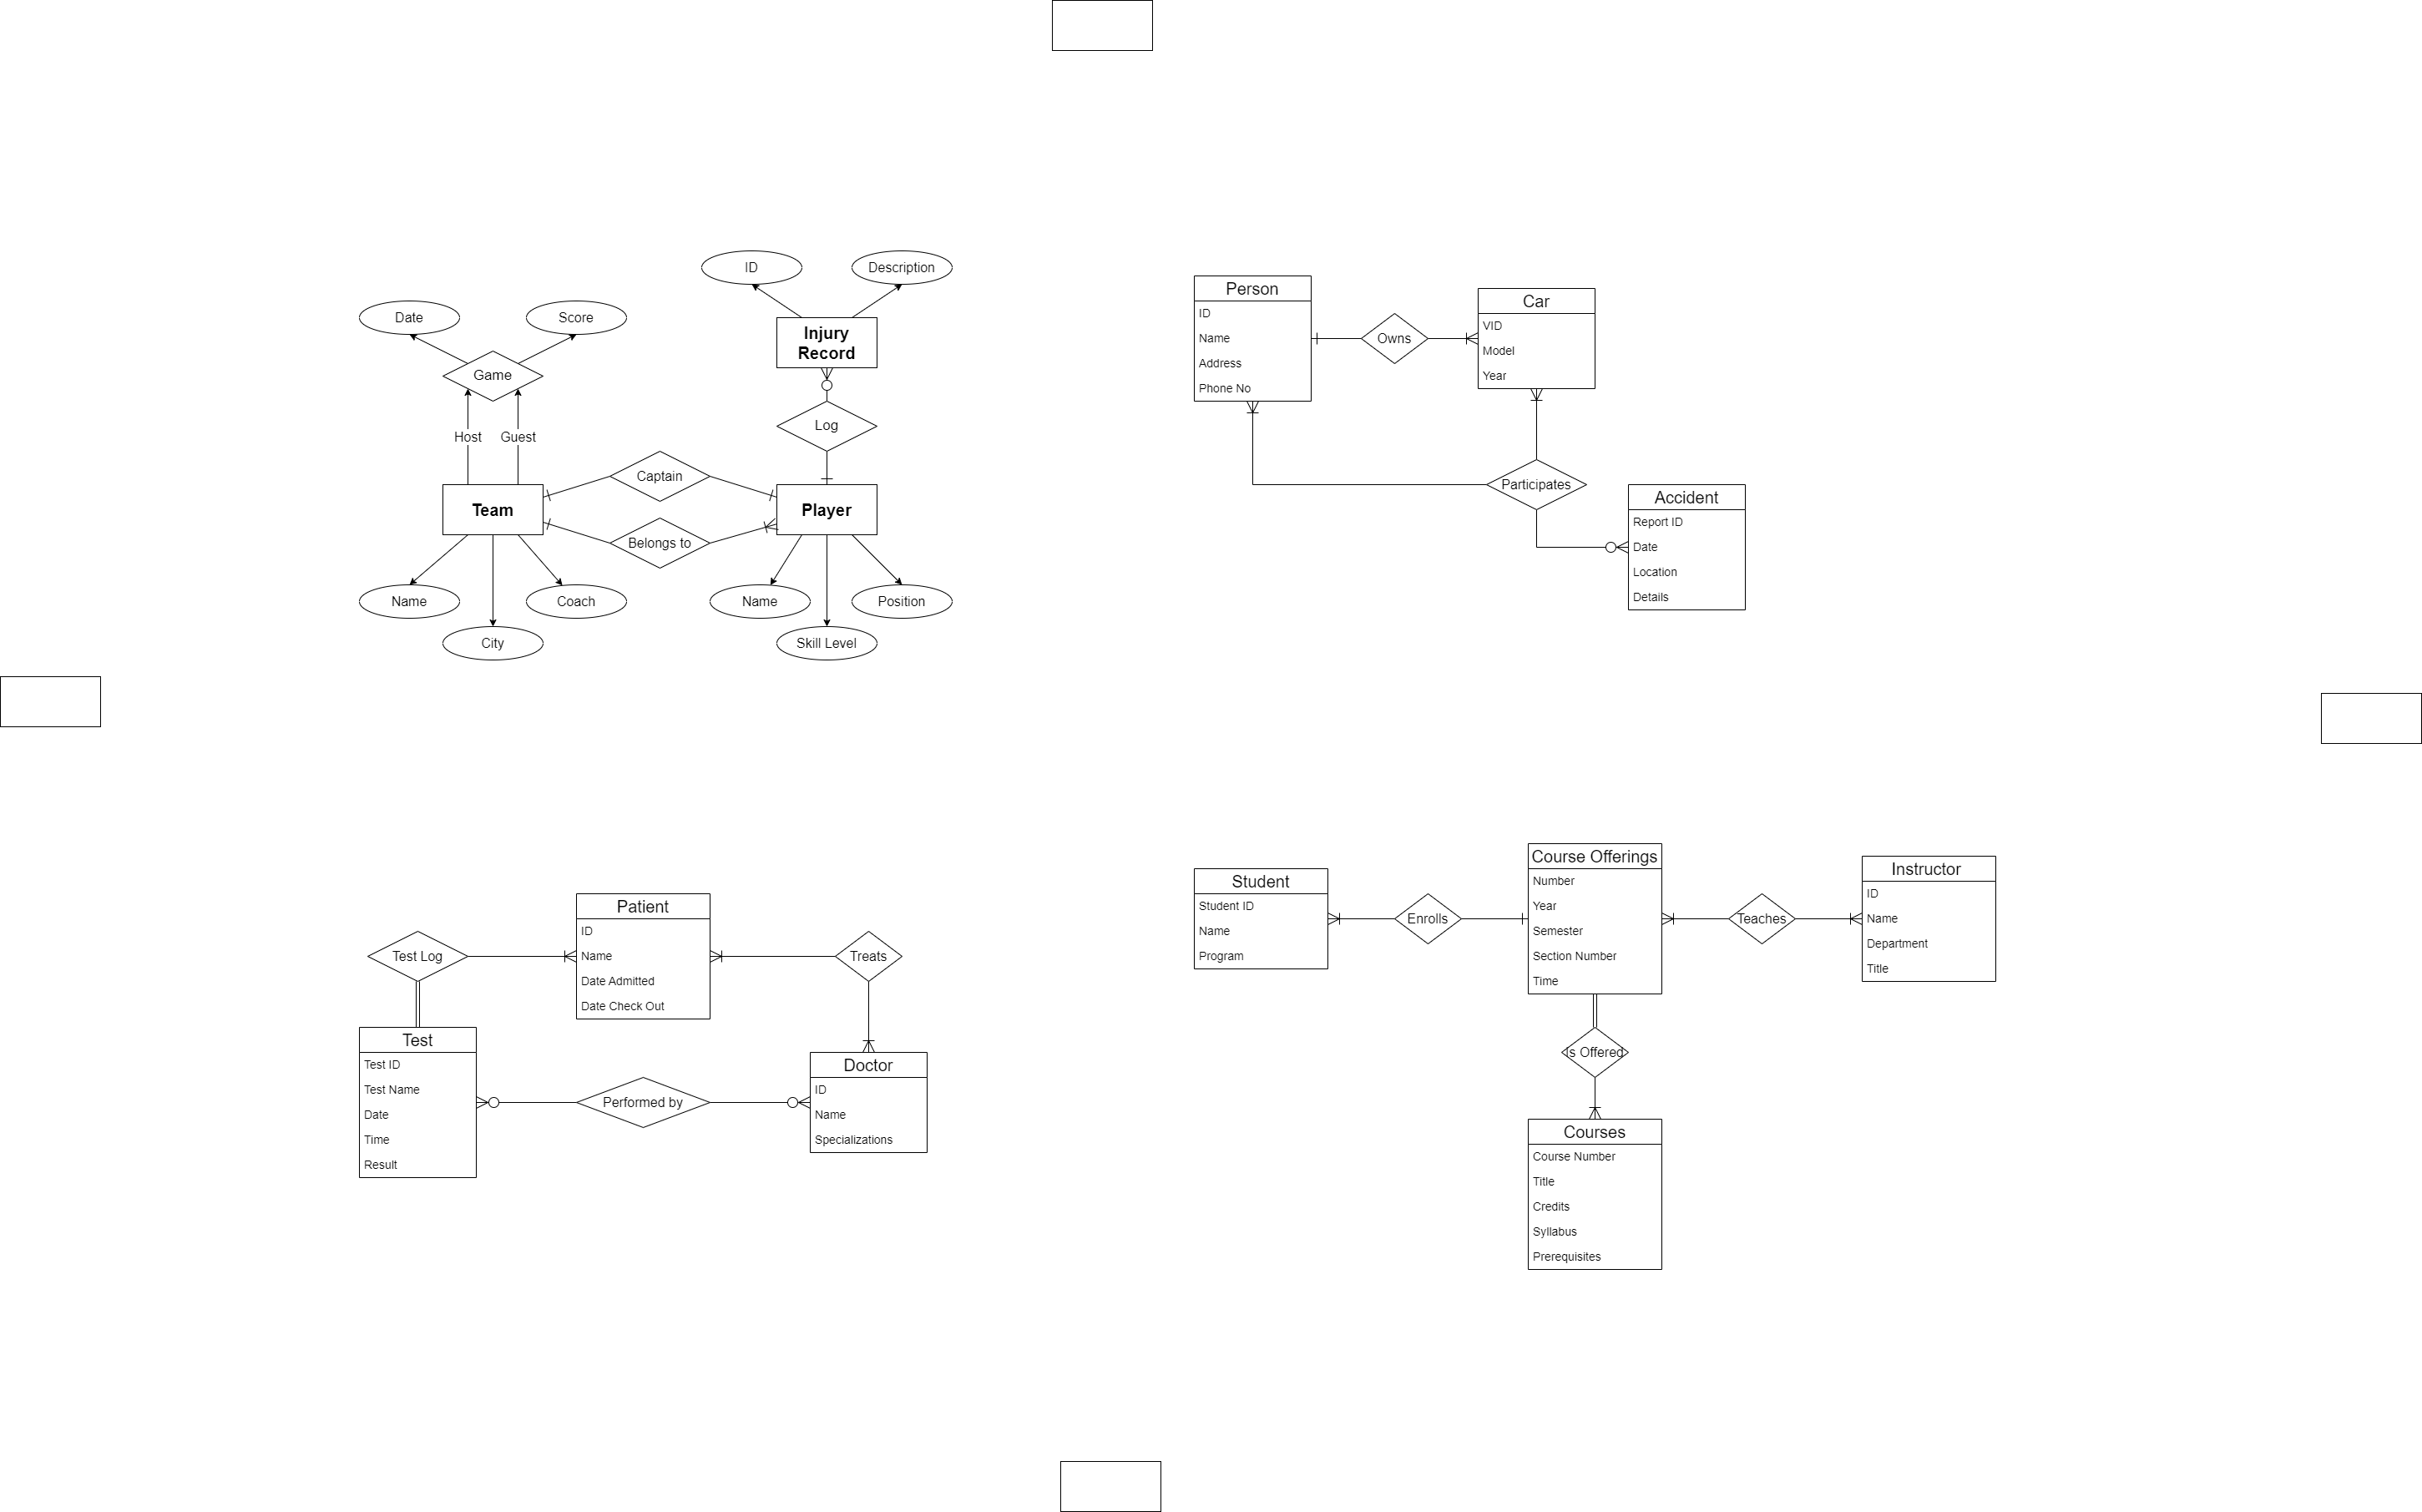 ID
Description
Date
Score
Injury
Record
Game
Log
Host
Guest
Captain
Team
Player
Belongs to
Name
Coach
Name
Position
City
Skill Level
Person
ID
Name
Address
Phone No
Owns
Car
VID
Model
Year
Participates
Accident
Report ID
Date
Location
Details
Patient
ID
Name
Date Admitted
Date Check Out
Test Log
Treats
Test
Test ID
Test Name
Date
Time
Result
Performed by
Doctor
ID
Name
Specializations
Student
Student ID
Name
Program
Enrolls
Course Offerings
Number
Year
Semester
Section Number
Time
Teaches
Instructor
ID
Name
Department
Title
Is Offered
Courses
Course Number
Title
Credits
Syllabus
Prerequisites